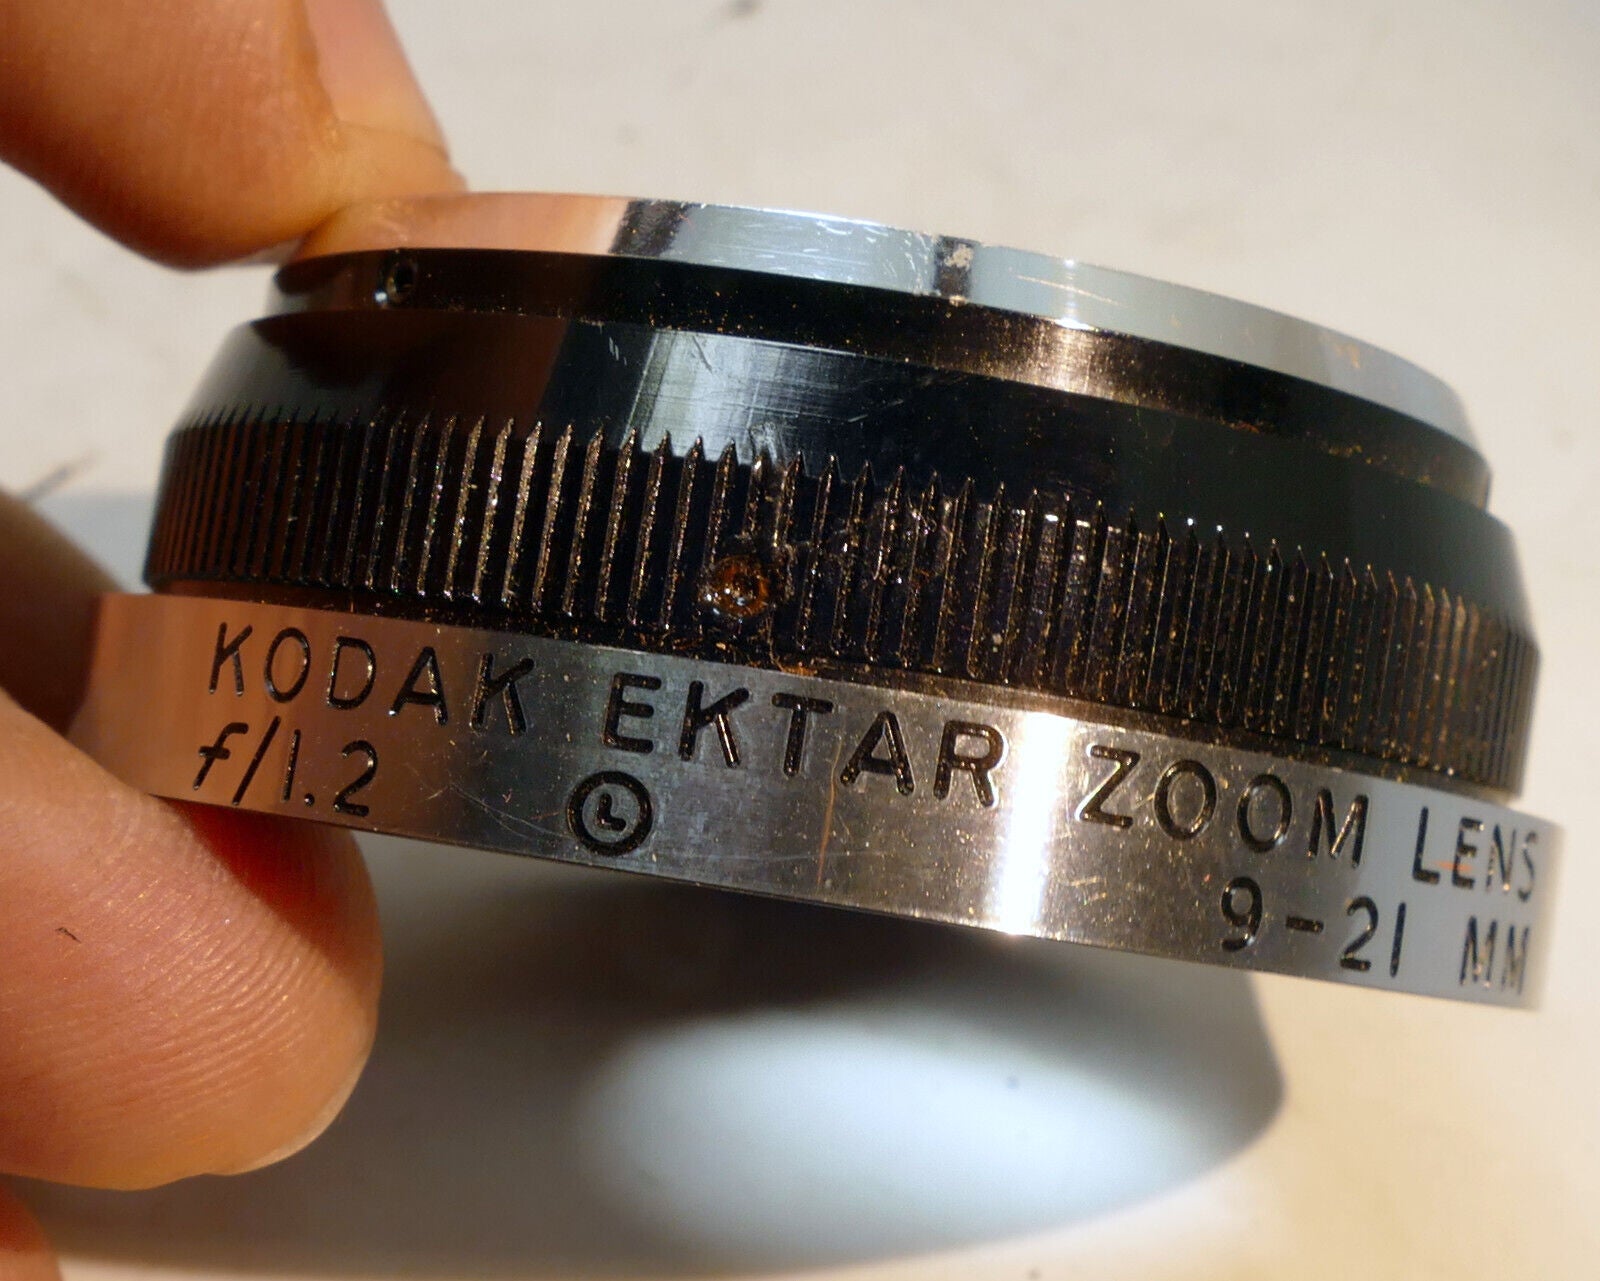 KODAK EKTAR ZOOM LENS
f/1.2 Ⓛ 9-21 MM